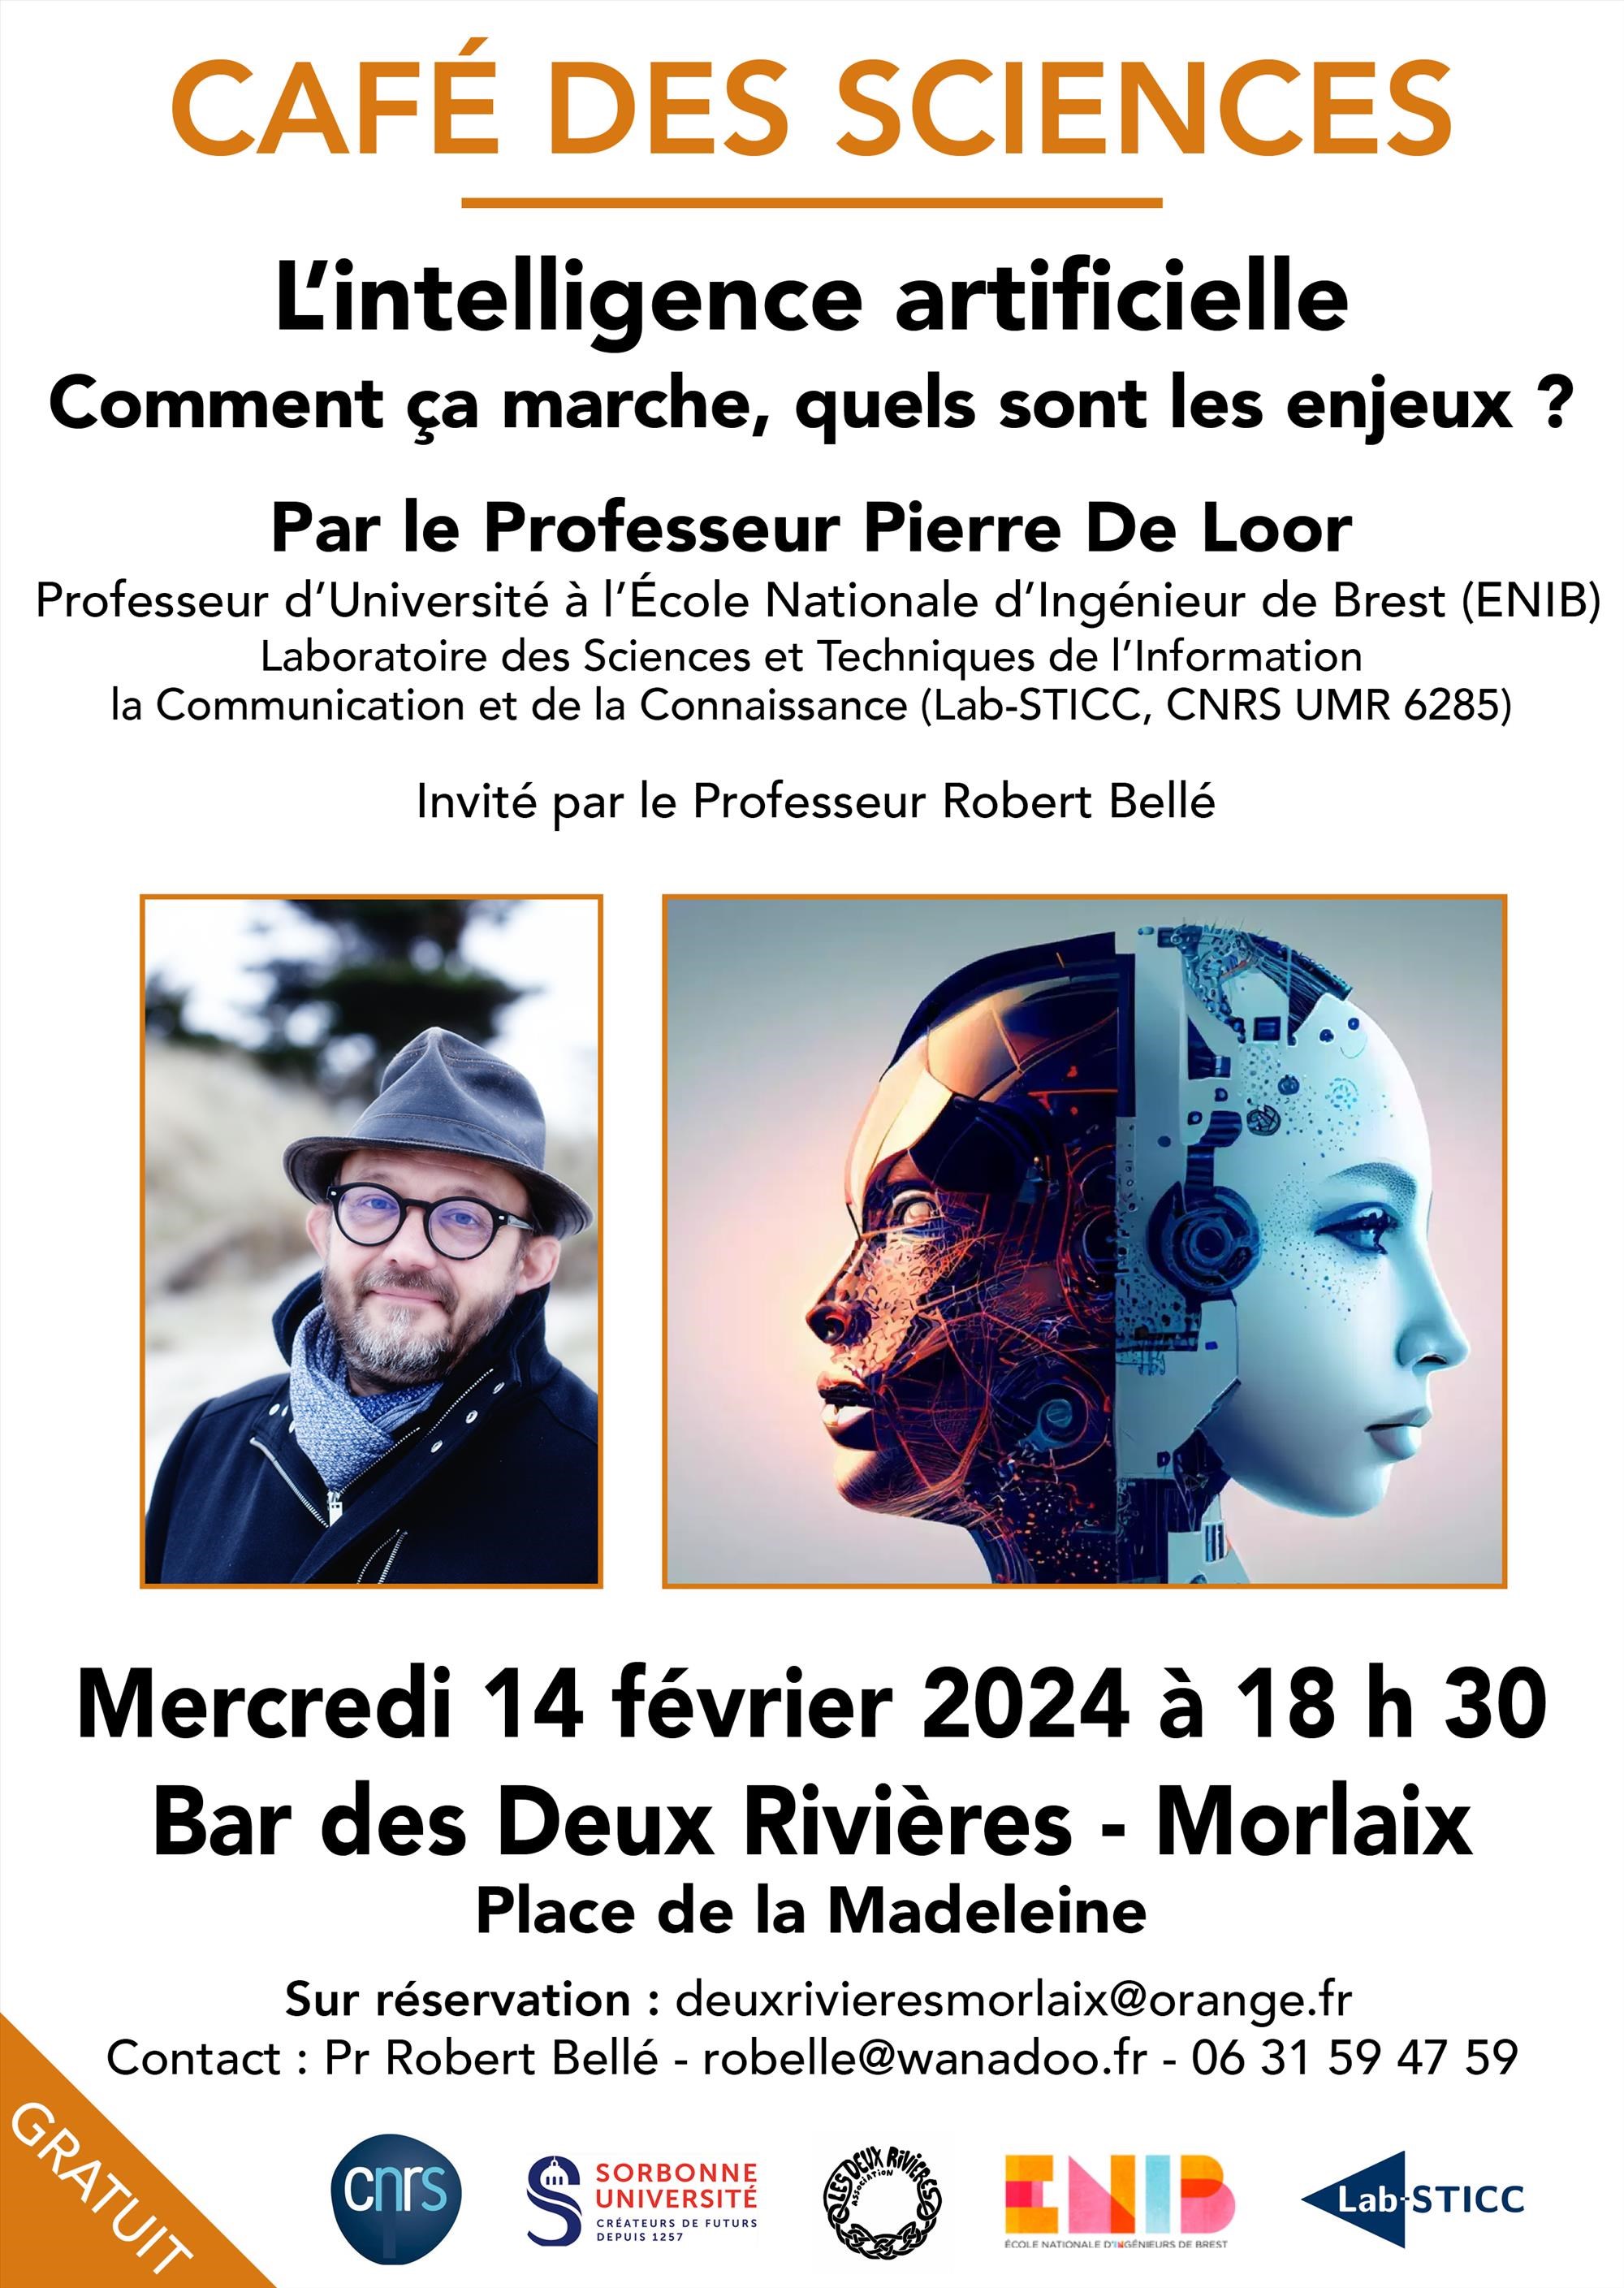 CAFÉ DES SCIENCES
L’intelligence artificielle
Comment ça marche, quels sont les enjeux ?
Par le Professeur Pierre De Loor
Professeur d’Université à l’École Nationale d’Ingénieur de Brest (ENIB)
Laboratoire des Sciences et Techniques de l’Information
la Communication et de la Connaissance (Lab-STICC, CNRS UMR 6285)
Invité par le Professeur Robert Bellé
Mercredi 14 février 2024 à 18 h 30
Bar des Deux Rivières - Morlaix
Place de la Madeleine
Sur réservation : deuxrivieresmorlaix@orange.fr
Contact : Pr Robert Bellé - robelle@wanadoo.fr - 06 31 59 47 59
GRATUIT
cnrs
SORBONNE
UNIVERSITÉ
CRÉATEURS DE FUTURS
DEPUIS 1257
LES DEUX RIVIÈRES
ASSOCIATION
ENIB
ÉCOLE NATIONALE D'INGÉNIEURS DE BREST
Lab-STICC